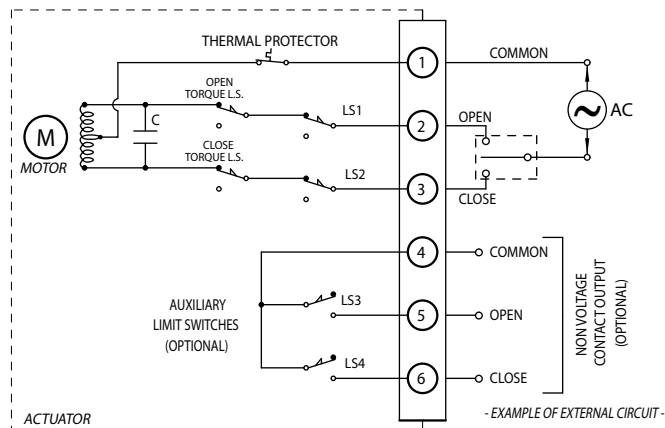 THERMAL PROTECTOR
1
COMMON
OPEN
TORQUE L.S.
C
LS1
2
OPEN
~
AC
M
MOTOR
CLOSE
TORQUE L.S.
LS2
3
CLOSE
4
COMMON
AUXILIARY
LIMIT SWITCHES
(OPTIONAL)
LS3
5
OPEN
LS4
6
CLOSE
NON VOLTAGE
CONTACT OUTPUT
(OPTIONAL)
ACTUATOR
- EXAMPLE OF EXTERNAL CIRCUIT -